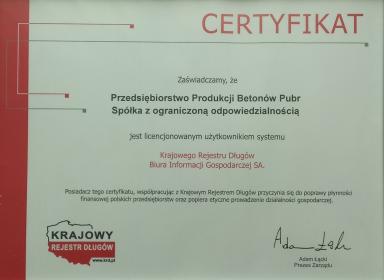 CERTYFIKAT
Zaświadczamy, że
Przedsiębiorstwo Produkcji Betonów Pubr
Spółka z ograniczoną odpowiedzialnością
jest licencjonowanym użytkownikiem systemu
Krajowego Rejestru Długów
Biura Informacji Gospodarczej SA.
Posiadacz tego certyfikatu, współpracując z Krajowym Rejestrem Długów przyczynia się do poprawy płynności
finansowej polskich przedsiębiorstw oraz popiera etyczne prowadzenie działalności gospodarczej.
KRAJOWY
REJESTR DŁUGÓW
www.krd.pl
Adam Łącki
Adam Łącki
Prezes Zarządu